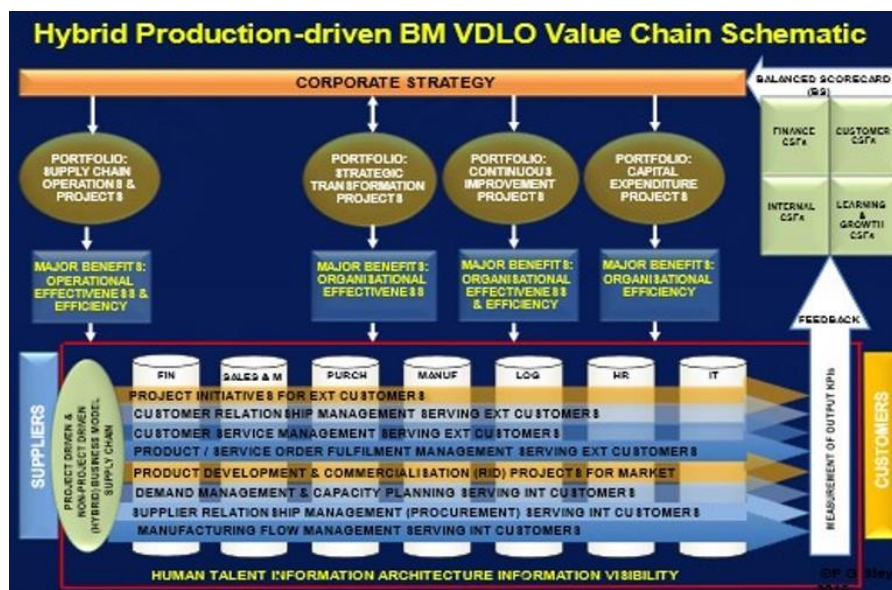 Hybrid Production-driven BM VDLO Value Chain Schematic
CORPORATE STRATEGY
BALANCED SCORECARD
(BS)
FINANCE
CSFs
CUSTOMER
CSFs
INTERNAL
CSFs
LEARNING
&
GROWTH
CSFs
PORTFOLIO:
SUPPLY CHAIN
OPERATIONS &
PROJECTS
PORTFOLIO:
STRATEGIC
TRANSFORMATION
PROJECTS
PORTFOLIO:
CONTINUOUS
IMPROVEMENT
PROJECTS
PORTFOLIO:
CAPITAL
EXPENDITURE
PROJECTS
MAJOR BENEFITS:
OPERATIONAL
EFFECTIVENESS &
EFFICIENCY
MAJOR BENEFITS:
ORGANISATIONAL
EFFECTIVENESS
MAJOR BENEFITS:
ORGANISATIONAL
EFFECTIVENESS
& EFFICIENCY
MAJOR BENEFITS:
ORGANISATIONAL
EFFICIENCY
FEEDBACK
SUPPLIERS
PROJECT DRIVEN &
NON-PROJECT DRIVEN
(HYBRID) BUSINESS MODEL
SUPPLY CHAIN
FIN
SALES & M
PURCH
MANUF
LOG
HR
IT
PROJECT INITIATIVES FOR EXT CUSTOMERS
CUSTOMER RELATIONSHIP MANAGEMENT SERVING EXT CUSTOMERS
CUSTOMER SERVICE MANAGEMENT SERVING EXT CUSTOMERS
PRODUCT / SERVICE ORDER FULFILMENT MANAGEMENT SERVING EXT CUSTOMERS
PRODUCT DEVELOPMENT & COMMERCIALISATION (RID) PROJECTS FOR MARKET
DEMAND MANAGEMENT & CAPACITY PLANNING SERVING INT CUSTOMERS
SUPPLIER RELATIONSHIP MANAGEMENT (PROCUREMENT) SERVING INT CUSTOMERS
MANUFACTURING FLOW MANAGEMENT SERVING INT CUSTOMERS
MEASUREMENT OF OUTPUT KPIs
CUSTOMERS
HUMAN TALENT INFORMATION ARCHITECTURE INFORMATION VISIBILITY